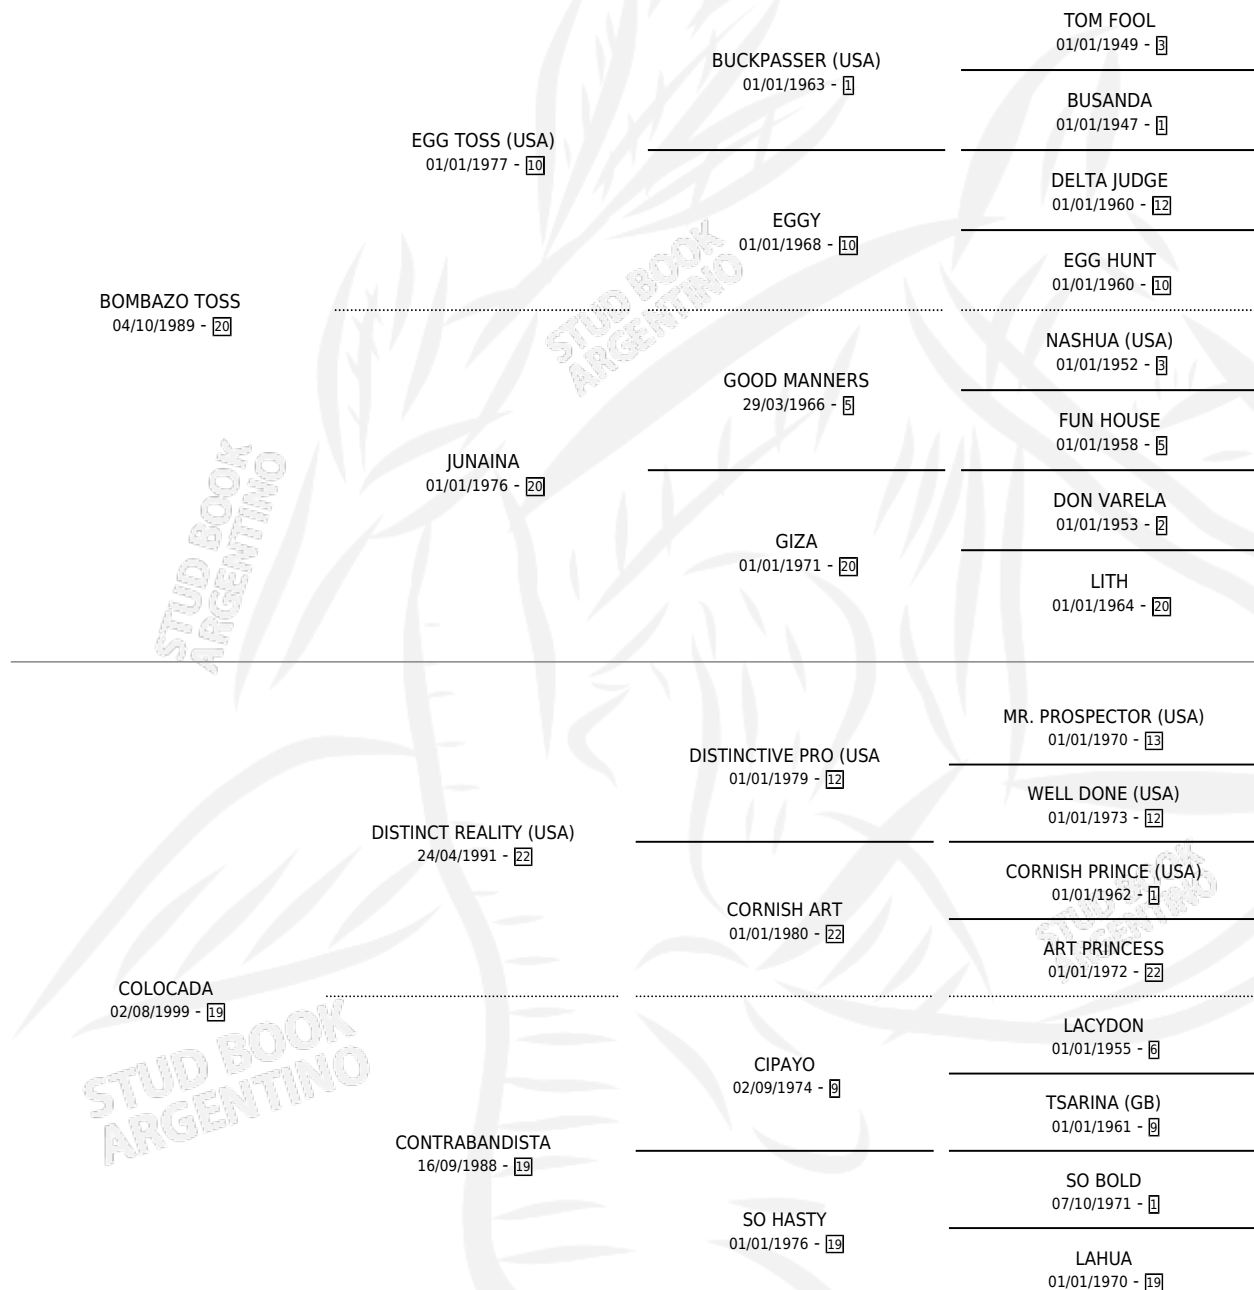 TOM FOOL
01/01/1949 - 3
BUCKPASSER (USA)
01/01/1963 - 1
BUSANDA
01/01/1947 - 1
EGG TOSS (USA)
01/01/1977 - 10
DELTA JUDGE
01/01/1960 - 12
EGGY
01/01/1968 - 10
EGG HUNT
01/01/1960 - 10
BOMBAZO TOSS
04/10/1989 - 20
STUD BOOK
ARGENTINO
NASHUA (USA)
01/01/1952 - 3
GOOD MANNERS
29/03/1966 - 5
FUN HOUSE
01/01/1958 - 5
JUNAINA
01/01/1976 - 20
DON VARELA
01/01/1953 - 2
GIZA
01/01/1971 - 20
LITH
01/01/1964 - 20
STUD BOOK
ARGENTINO
MR. PROSPECTOR (USA)
01/01/1970 - 13
DISTINCTIVE PRO (USA
01/01/1979 - 12
WELL DONE (USA)
01/01/1973 - 12
DISTINCT REALITY (USA)
24/04/1991 - 22
CORNISH PRINCE (USA)
01/01/1962 - 1
CORNISH ART
01/01/1980 - 22
ART PRINCESS
01/01/1972 - 22
STUD BOOK
ARGENTINO
COLOCADA
02/08/1999 - 19
LACYDON
01/01/1955 - 6
CIPAYO
02/09/1974 - 9
TSARINA (GB)
01/01/1961 - 9
STUD BOOK
ARGENTINO
CONTRABANDISTA
16/09/1988 - 19
SO BOLD
07/10/1971 - 1
SO HASTY
01/01/1976 - 19
LAHUA
01/01/1970 - 19